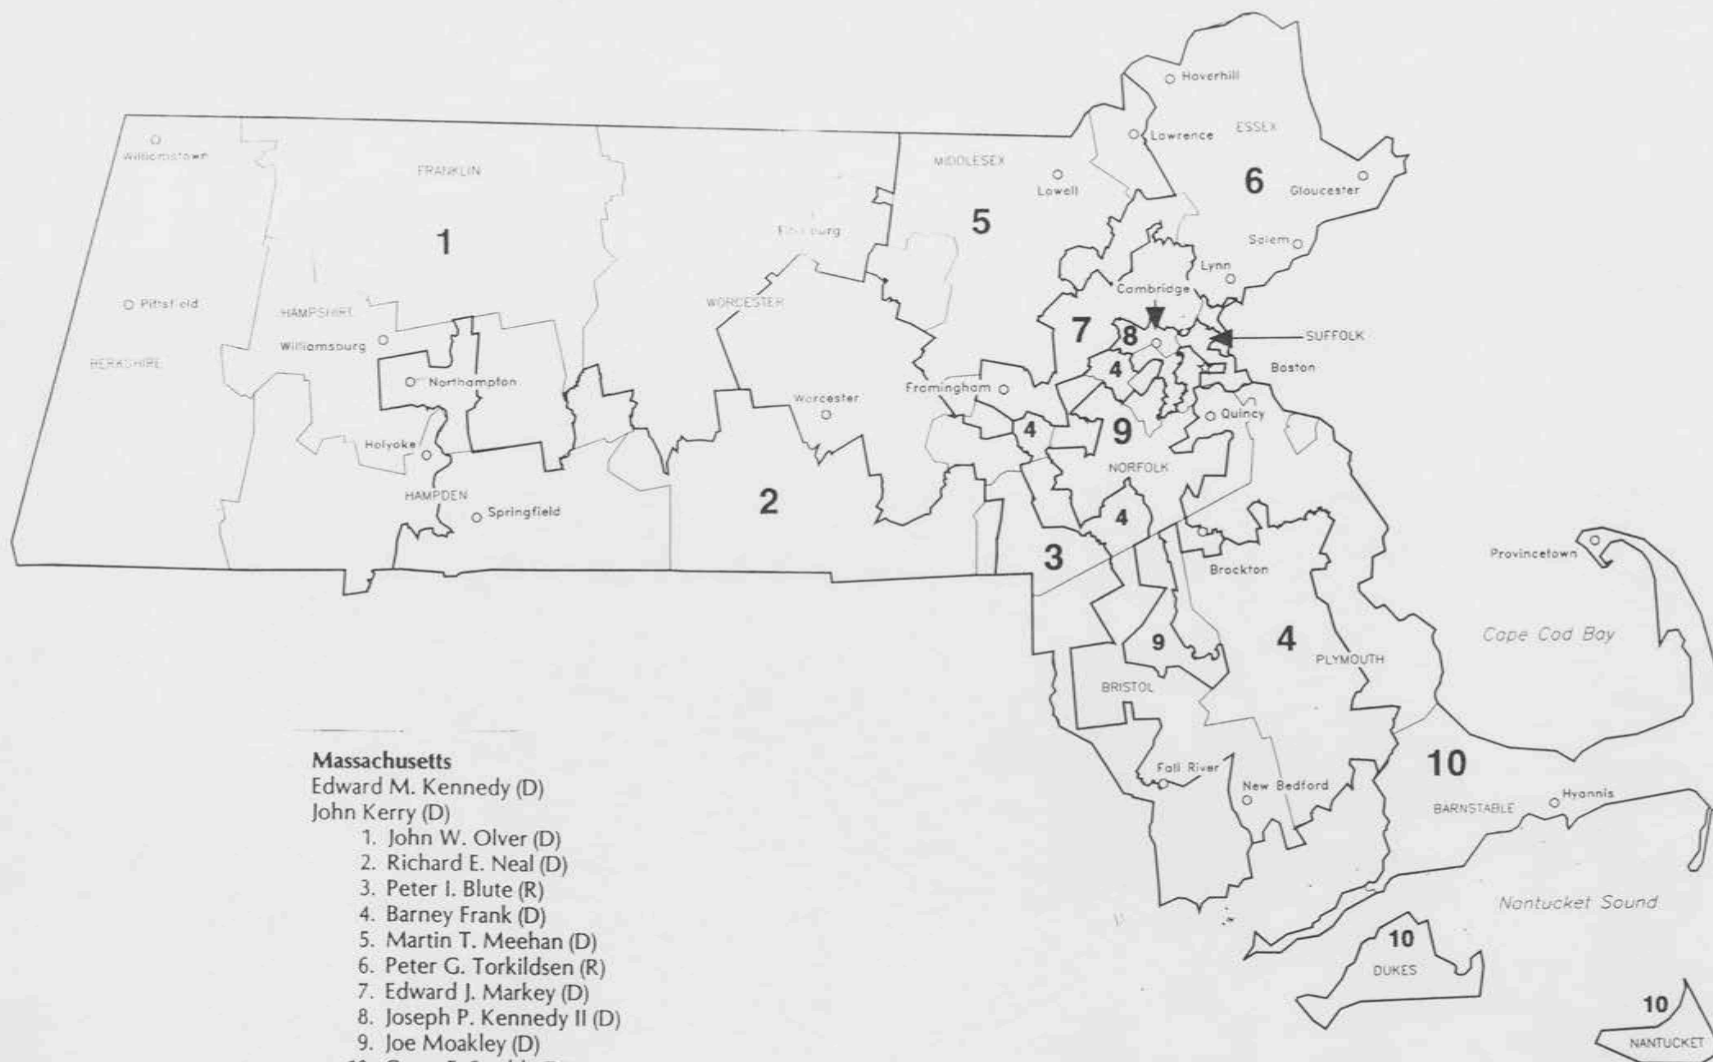 Haverhill
Lawrence
ESSEX
Williamstown
FRANKLIN
MIDDLESEX
Lowell
6
Gloucester
1
5
Salem
Lynn
Cambridge
Pittsfield
HAMPSHIRE
WORCESTER
7
8
SUFFOLK
Williamsburg
BERKSHIRE
4
Boston
Northampton
Framingham
Worcester
Quincy
4
9
Holyoke
NORFOLK
HAMPDEN
Springfield
2
4
3
Provincetown
Brockton
Cape Cod Bay
9
4
PLYMOUTH
BRISTOL
10
Fall River
New Bedford
Hyannis
BARNSTABLE
Nantucket Sound
10
DUKES
10
NANTUCKET
Massachusetts
Edward M. Kennedy (D)
John Kerry (D)
1. John W. Olver (D)
2. Richard E. Neal (D)
3. Peter I. Blute (R)
4. Barney Frank (D)
5. Martin T. Meehan (D)
6. Peter G. Torkildsen (R)
7. Edward J. Markey (D)
8. Joseph P. Kennedy II (D)
9. Joe Moakley (D)